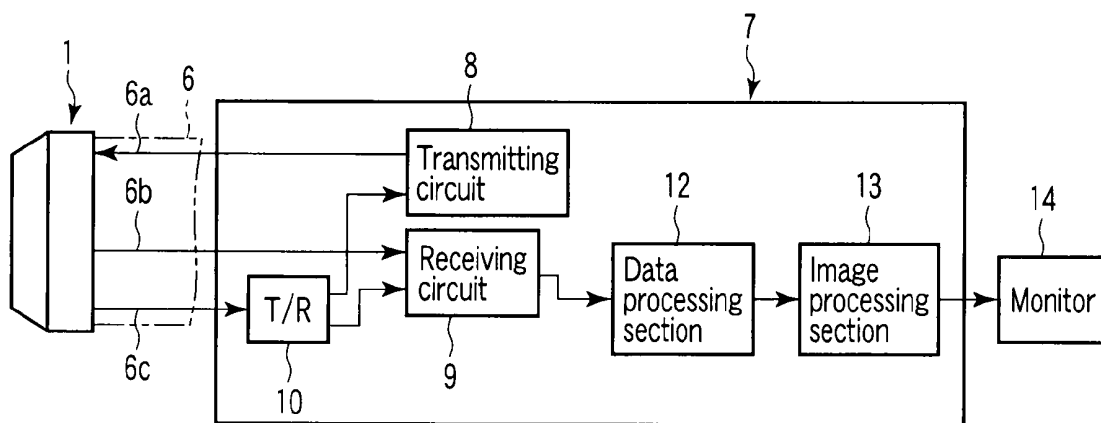 7
1
6
8
6a
Transmitting
circuit
6b
12
13
14
Receiving
circuit
Data
processing
section
Image
processing
section
Monitor
T/R
6c
10
9